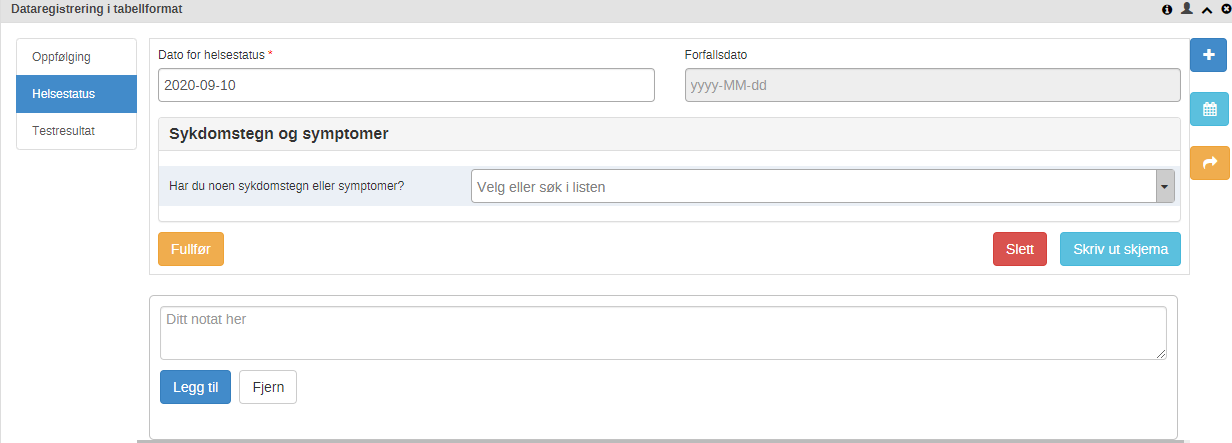 Dataregistrering i tabellformat
Oppfølging
Helsestatus
Testresultat
Dato for helsestatus *
Forfallsdato
2020-09-10
yyyy-MM-dd
Sykdomstegn og symptomer
Har du noen sykdomstegn eller symptomer?
Velg eller søk i listen
Fullfør
Slett
Skriv ut skjema
Ditt notat her
Legg til
Fjern